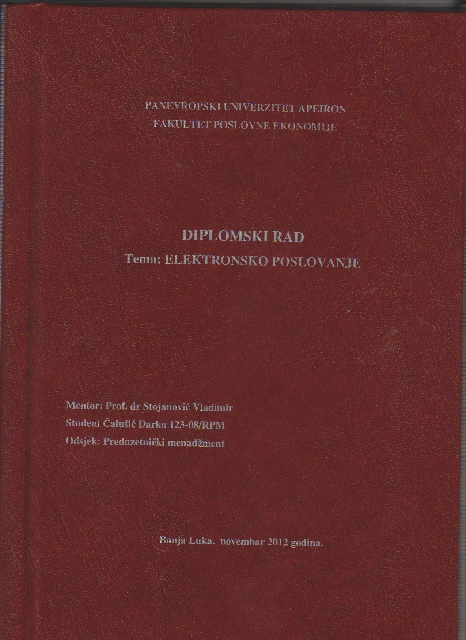 PANEVROPSKI UNIVERZITET APEIRON
FAKULTET POSLOVNE EKONOMIJE
DIPLOMSKI RAD
Tema: ELEKTRONSKO POSLOVANJE
Mentor: Prof. dr Stojanović Vladimir
Student Čalušić Darko 123-08/RPM
Odsjek: Preduzetnički menadžment
Banja Luka, novembar 2012 godina.